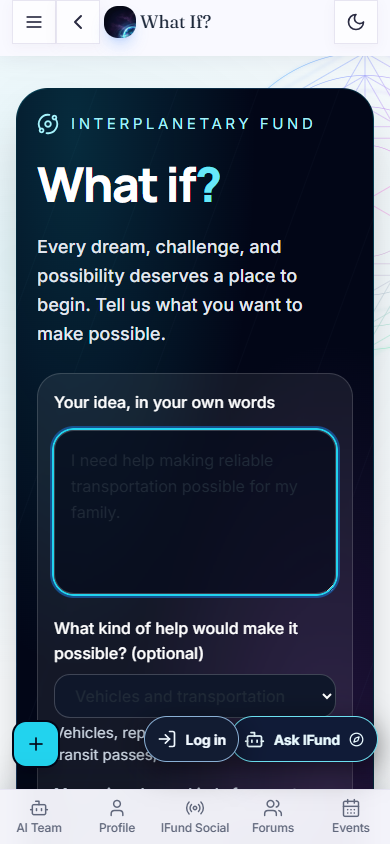 What If?
INTERPLANETARY FUND
What if?
Every dream, challenge, and
possibility deserves a place to
begin. Tell us what you want to
make possible.
Your idea, in your own words
I need help making reliable
transportation possible for my
family.
What kind of help would make it
possible? (optional)
Vehicles and transportation
Vehicles, rep
transit passes,
Log in
Ask IFund
AI Team
Profile
IFund Social
Forums
Events